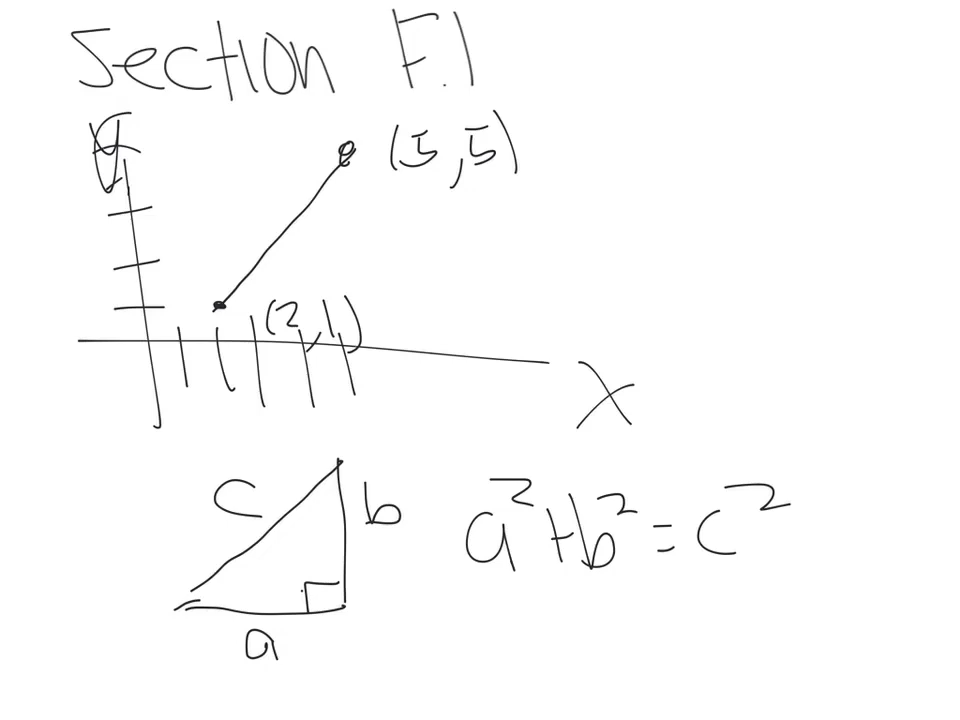 Section F.1
y
(5,5)
(2,1)
x
c
b
a²+b²=c²
a